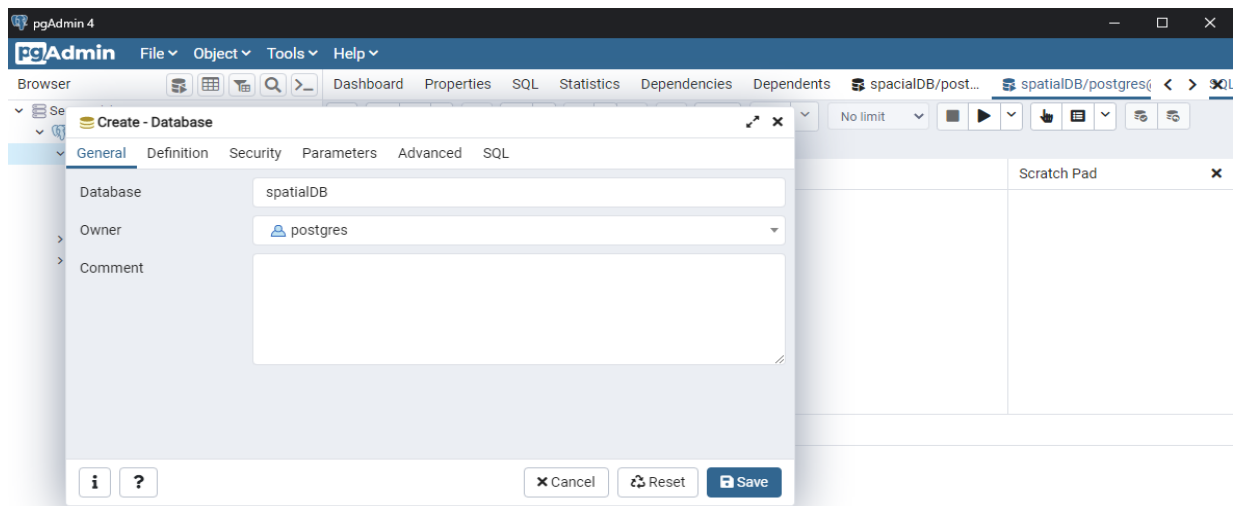 pgAdmin 4
pgAdmin File Object Tools Help
Browser Dashboard Properties SQL Statistics Dependencies Dependents spacialDB/post... spatialDB/postgres@
Create - Database No limit
General Definition Security Parameters Advanced SQL
Scratch Pad
Database spatialDB
Owner postgres
Comment
i ? Cancel Reset Save